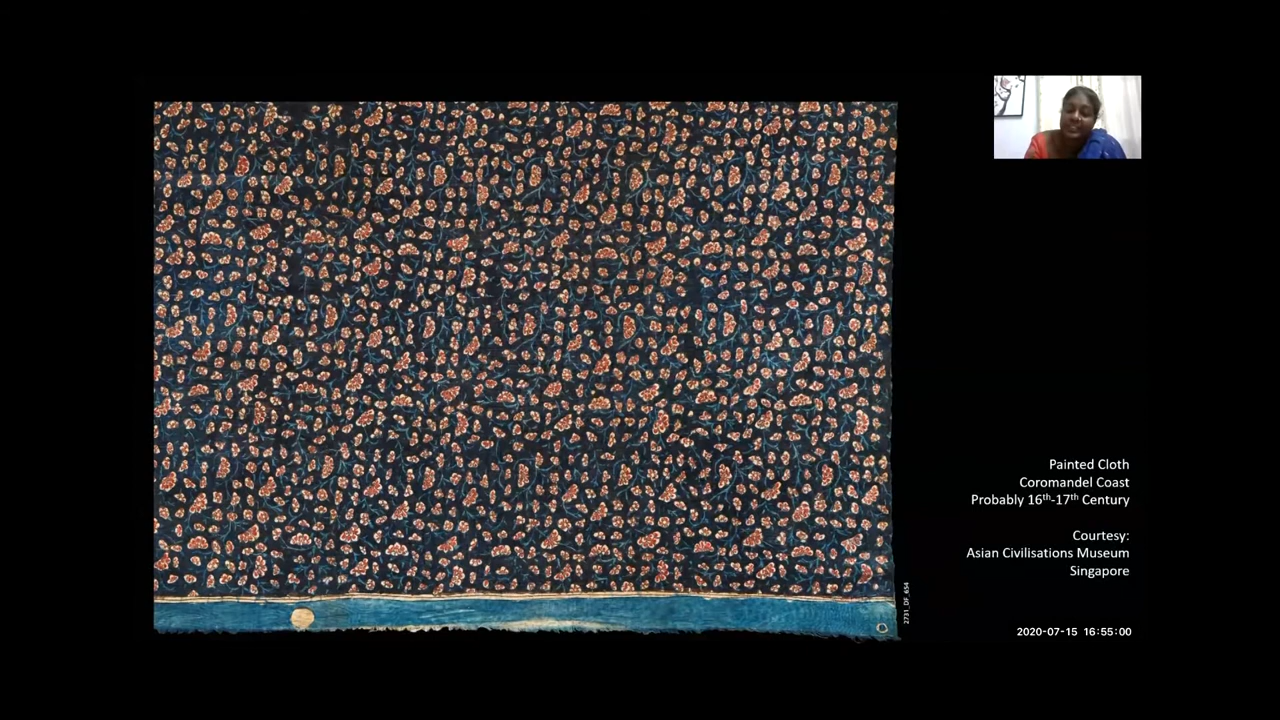 Painted Cloth
Coromandel Coast
Probably 16th-17th Century
Courtesy:
Asian Civilisations Museum
Singapore
2731_DF_654
2020-07-15 16:55:00